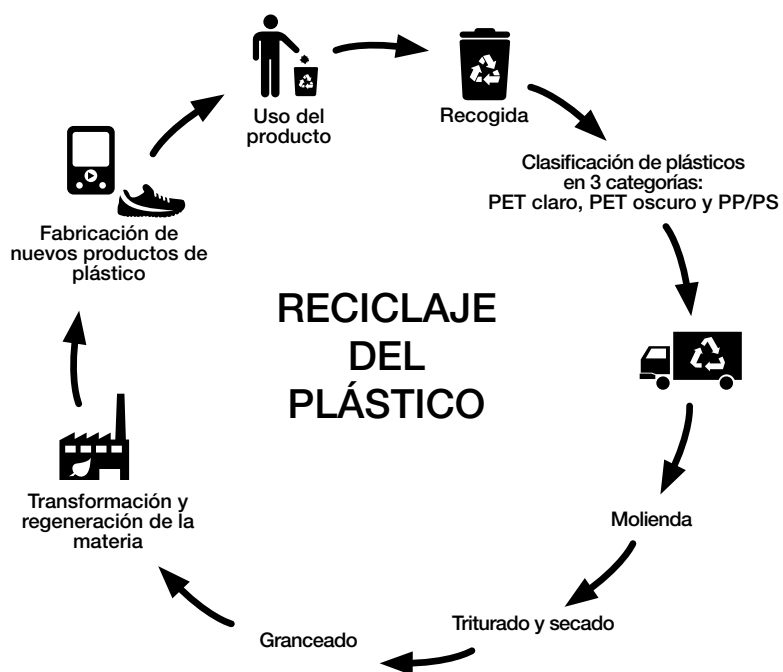 RECICLAJE
DEL
PLÁSTICO
Uso del
producto
Recogida
Clasificación de plásticos
en 3 categorías:
PET claro, PET oscuro y PP/PS
Molienda
Triturado y secado
Granceado
Transformación y
regeneración de la
materia
Fabricación de
nuevos productos de
plástico